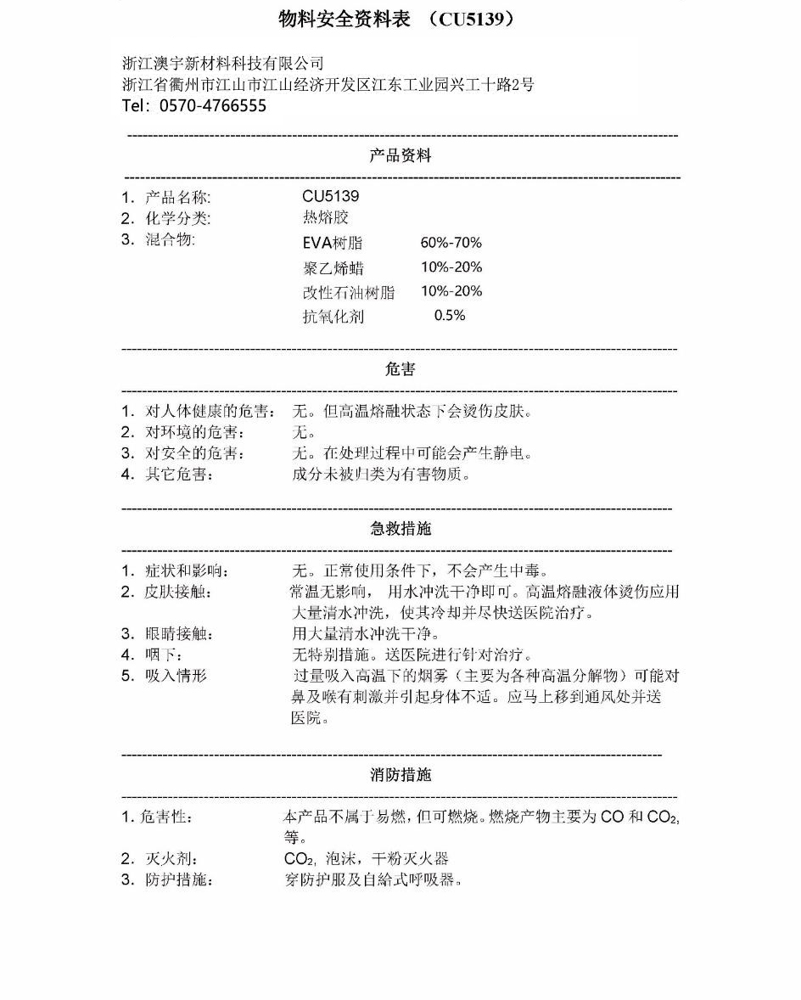 物料安全资料表 （CU5139）
浙江澳宇新材料科技有限公司
浙江省衢州市江山市江山经济开发区江东工业园兴工十路2号
Tel：0570-4766555
产品资料
1. 产品名称: CU5139
2. 化学分类: 热熔胶
3. 混合物: EVA树脂 60%-70%
聚乙烯蜡 10%-20%
改性石油树脂 10%-20%
抗氧化剂 0.5%
危害
1. 对人体健康的危害： 无。但高温熔融状态下会烫伤皮肤。
2. 对环境的危害： 无。
3. 对安全的危害： 无。在处理过程中可能会产生静电。
4. 其它危害： 成分未被归类为有害物质。
急救措施
1. 症状和影响： 无。正常使用条件下，不会产生中毒。
2. 皮肤接触： 常温无影响， 用水冲洗干净即可。高温熔融液体烫伤应用
大量清水冲洗，使其冷却并尽快送医院治疗。
3. 眼睛接触： 用大量清水冲洗干净。
4. 咽下： 无特别措施。送医院进行针对治疗。
5. 吸入情形 过量吸入高温下的烟雾（主要为各种高温分解物）可能对
鼻及喉有刺激并引起身体不适。应马上移到通风处并送
医院。
消防措施
1. 危害性： 本产品不属于易燃，但可燃烧。燃烧产物主要为 CO 和 CO₂,
等。
2. 灭火剂： CO₂, 泡沫，干粉灭火器
3. 防护措施： 穿防护服及自給式呼吸器。